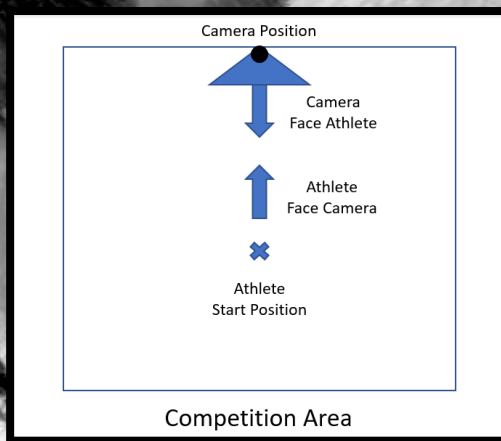 Camera Position
Camera
Face Athlete
Athlete
Face Camera
Athlete
Start Position
Competition Area